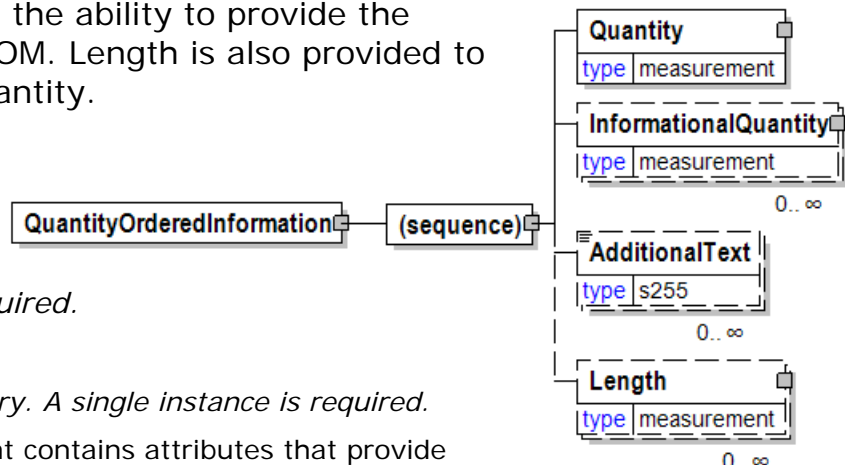 the ability to provide the
OM. Length is also provided to
antity.
Quantity
type measurement
InformationalQuantity
type measurement
0.. ∞
QuantityOrderedInformation
(sequence)
AdditionalText
type s255
0.. ∞
uired.
Length
type measurement
0.. ∞
ry. A single instance is required.
t contains attributes that provide